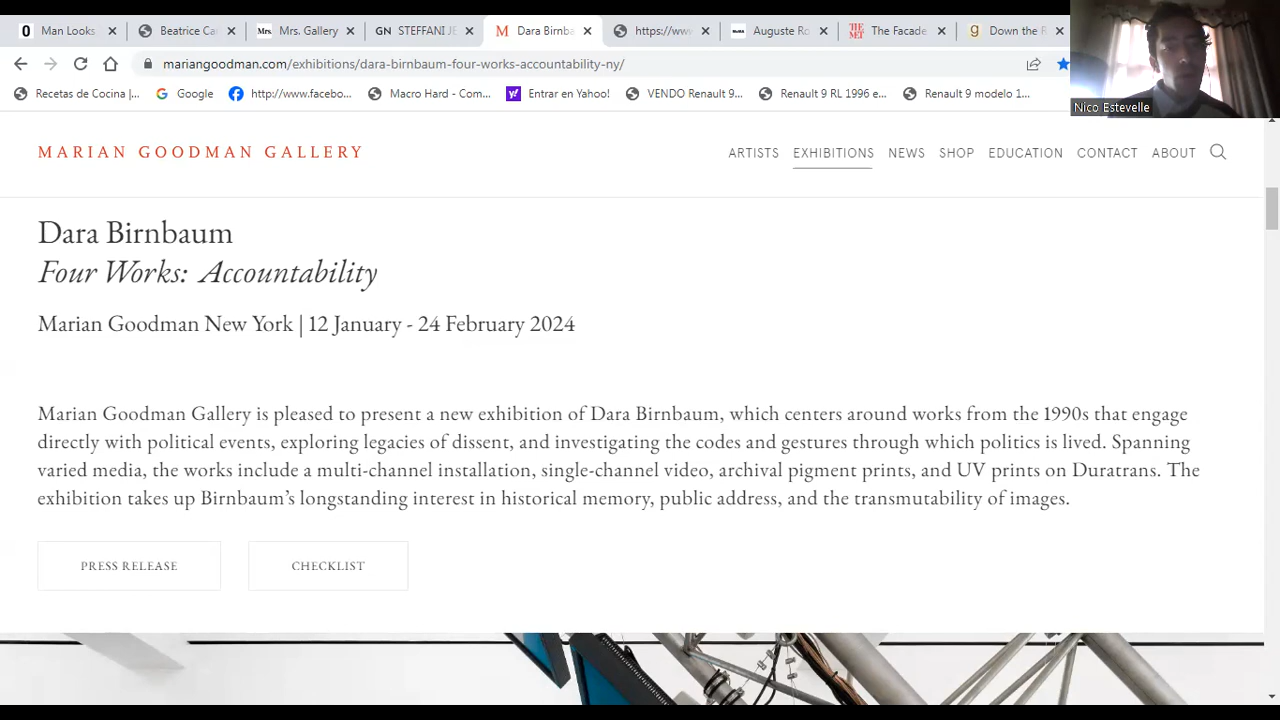 Man Looks
Beatrice Ca
Mrs. Mrs. Gallery
GN STEFFANI JE
M Dara Birnba
https://ww
Auguste Ro
THE MET The Facade
g Down the R
mariangoodman.com/exhibitions/dara-birnbaum-four-works-accountability-ny/
Recetas de Cocina |...
Google
http://www.facebo...
Macro Hard - Com...
Entrar en Yahoo!
VENDO Renault 9...
Renault 9 RL 1996 e...
Renault 9 modelo 1...
Nico Estevelle
MARIAN GOODMAN GALLERY
ARTISTS EXHIBITIONS NEWS SHOP EDUCATION CONTACT ABOUT
Dara Birnbaum
Four Works: Accountability
Marian Goodman New York | 12 January - 24 February 2024
Marian Goodman Gallery is pleased to present a new exhibition of Dara Birnbaum, which centers around works from the 1990s that engage
directly with political events, exploring legacies of dissent, and investigating the codes and gestures through which politics is lived. Spanning
varied media, the works include a multi-channel installation, single-channel video, archival pigment prints, and UV prints on Duratrans. The
exhibition takes up Birnbaum’s longstanding interest in historical memory, public address, and the transmutability of images.
PRESS RELEASE
CHECKLIST